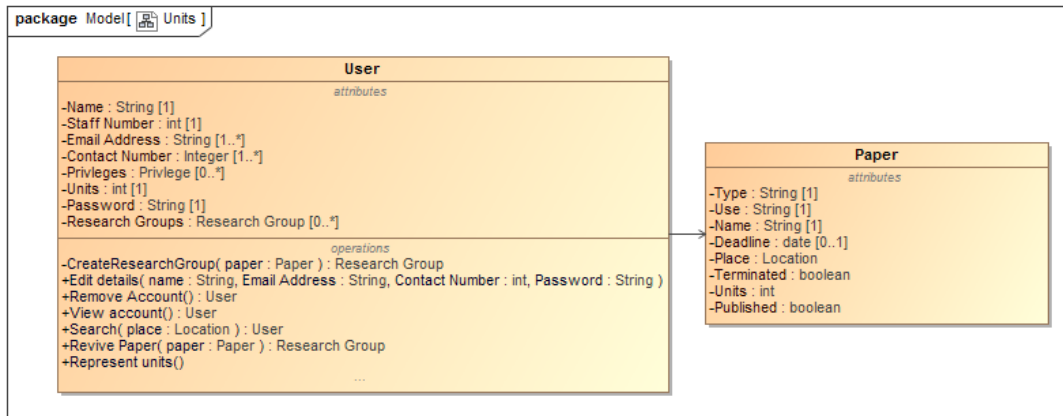 package Model[ Units ]
User
attributes
-Name : String [1]
-Staff Number : int [1]
-Email Address : String [1..*]
-Contact Number : Integer [1..*]
-Privleges : Privlege [0..*]
-Units : int [1]
-Password : String [1]
-Research Groups : Research Group [0..*]
operations
-CreateResearchGroup( paper : Paper ) : Research Group
+Edit details( name : String, Email Address : String, Contact Number : int, Password : String )
+Remove Account() : User
+View account() : User
+Search( place : Location ) : User
+Revive Paper( paper : Paper ) : Research Group
+Represent units()
...
Paper
attributes
-Type : String [1]
-Use : String [1]
-Name : String [1]
-Deadline : date [0..1]
-Place : Location
-Terminated : boolean
-Units : int
-Published : boolean